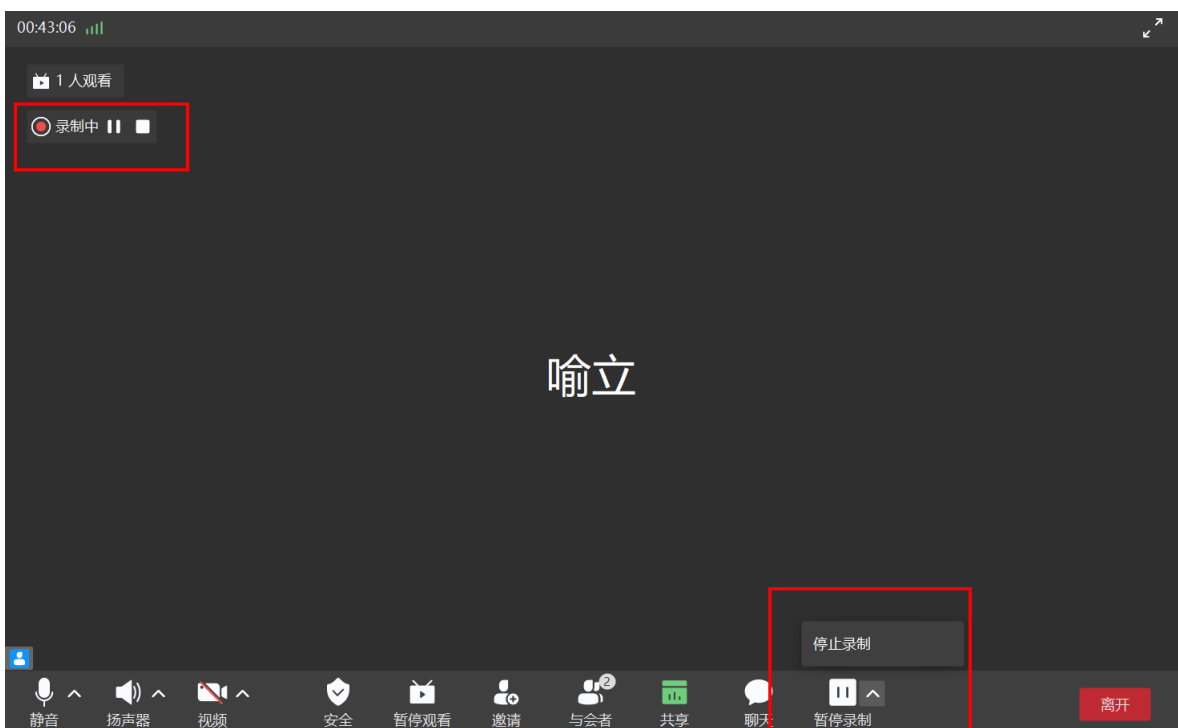 00:43:06
1 人观看
录制中
喻立
停止录制
2
静音 扬声器 视频 安全 暂停观看 邀请 与会者 共享 聊天 暂停录制 离开